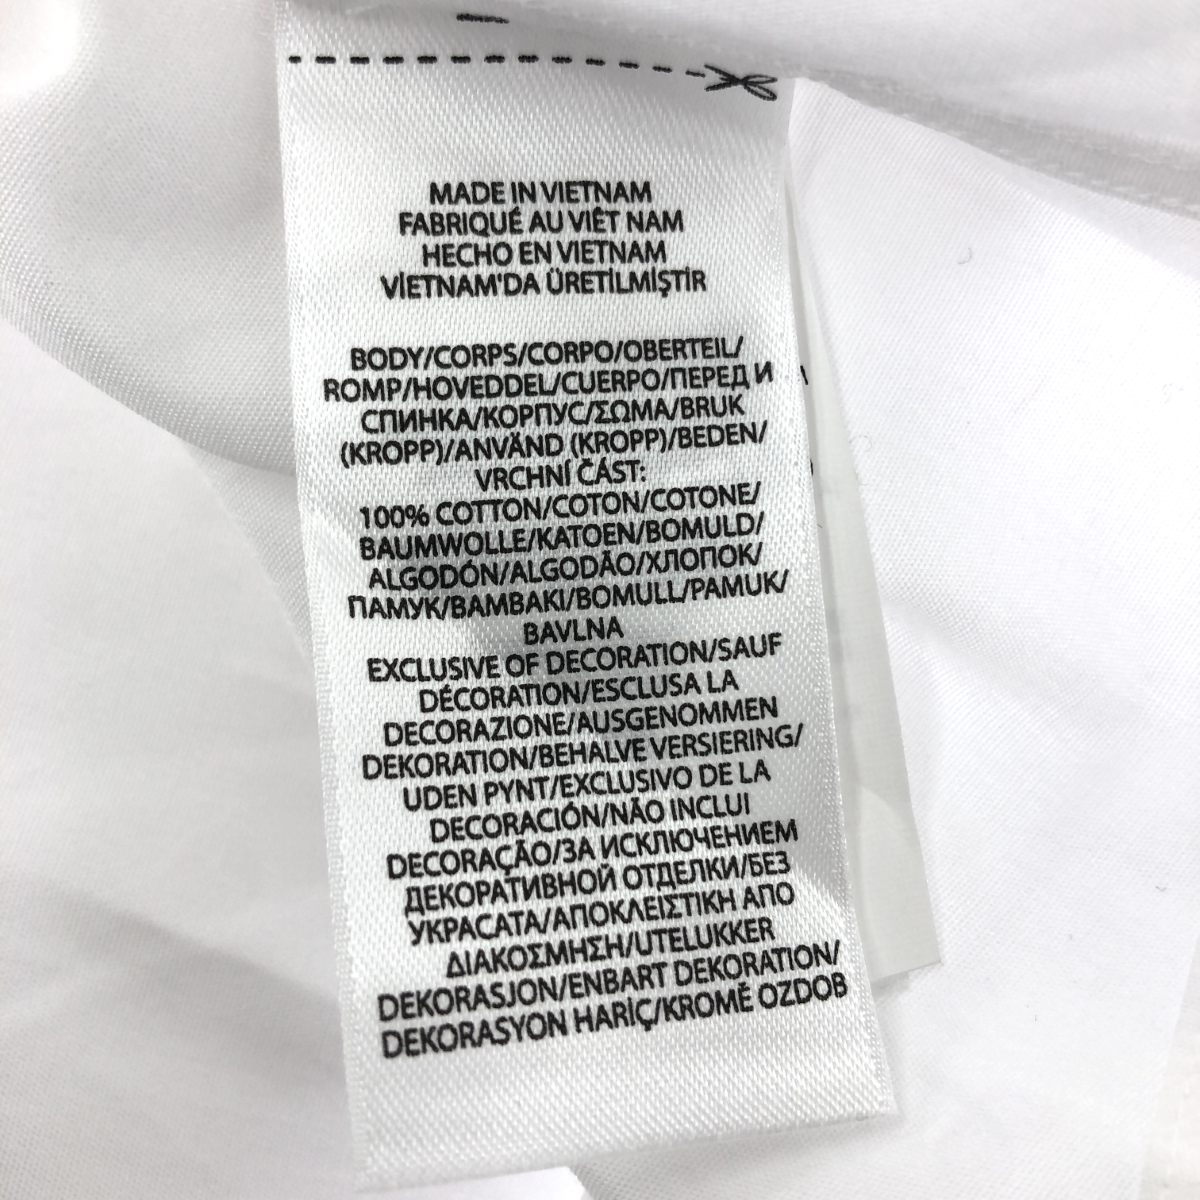 MADE IN VIETNAM
FABRIQUÉ AU VIÊT NAM
HECHO EN VIETNAM
VİETNAM'DA ÜRETİLMİŞTİR
BODY/CORPS/CORPO/OBERTEIL/
ROMP/HOVEDDEL/CUERPO/ПЕРЕД И
СПИНКА/КОРПУС/ΣΩΜΑ/BRUK
(KROPP)/ANVÄND (KROPP)/BEDEN/
VRCHNÍ ČÁST:
100% COTTON/COTON/COTONE/
BAUMWOLLE/KATOEN/BOMULD/
ALGODÓN/ALGODÃO/ХЛОПОК/
ПАМУК/BAMBAKI/BOMULL/PAMUK/
BAVLNA
EXCLUSIVE OF DECORATION/SAUF
DÉCORATION/ESCLUSA LA
DECORAZIONE/AUSGENOMMEN
DEKORATION/BEHALVE VERSIERING/
UDEN PYNT/EXCLUSIVO DE LA
DECORACIÓN/NÃO INCLUI
DECORAÇÃO/ЗА ИСКЛЮЧЕНИЕМ
ДЕКОРАТИВНОЙ ОТДЕЛКИ/БЕЗ
УКРАСАТА/ΑΠΟΚΛΕΙΣΤΙΚΗ ΑΠΟ
ΔΙΑΚΟΣΜΗΣΗ/UTELUKKER
DEKORASJON/ENBART DEKORATION/
DEKORASYON HARİÇ/KROMÉ OZDOB